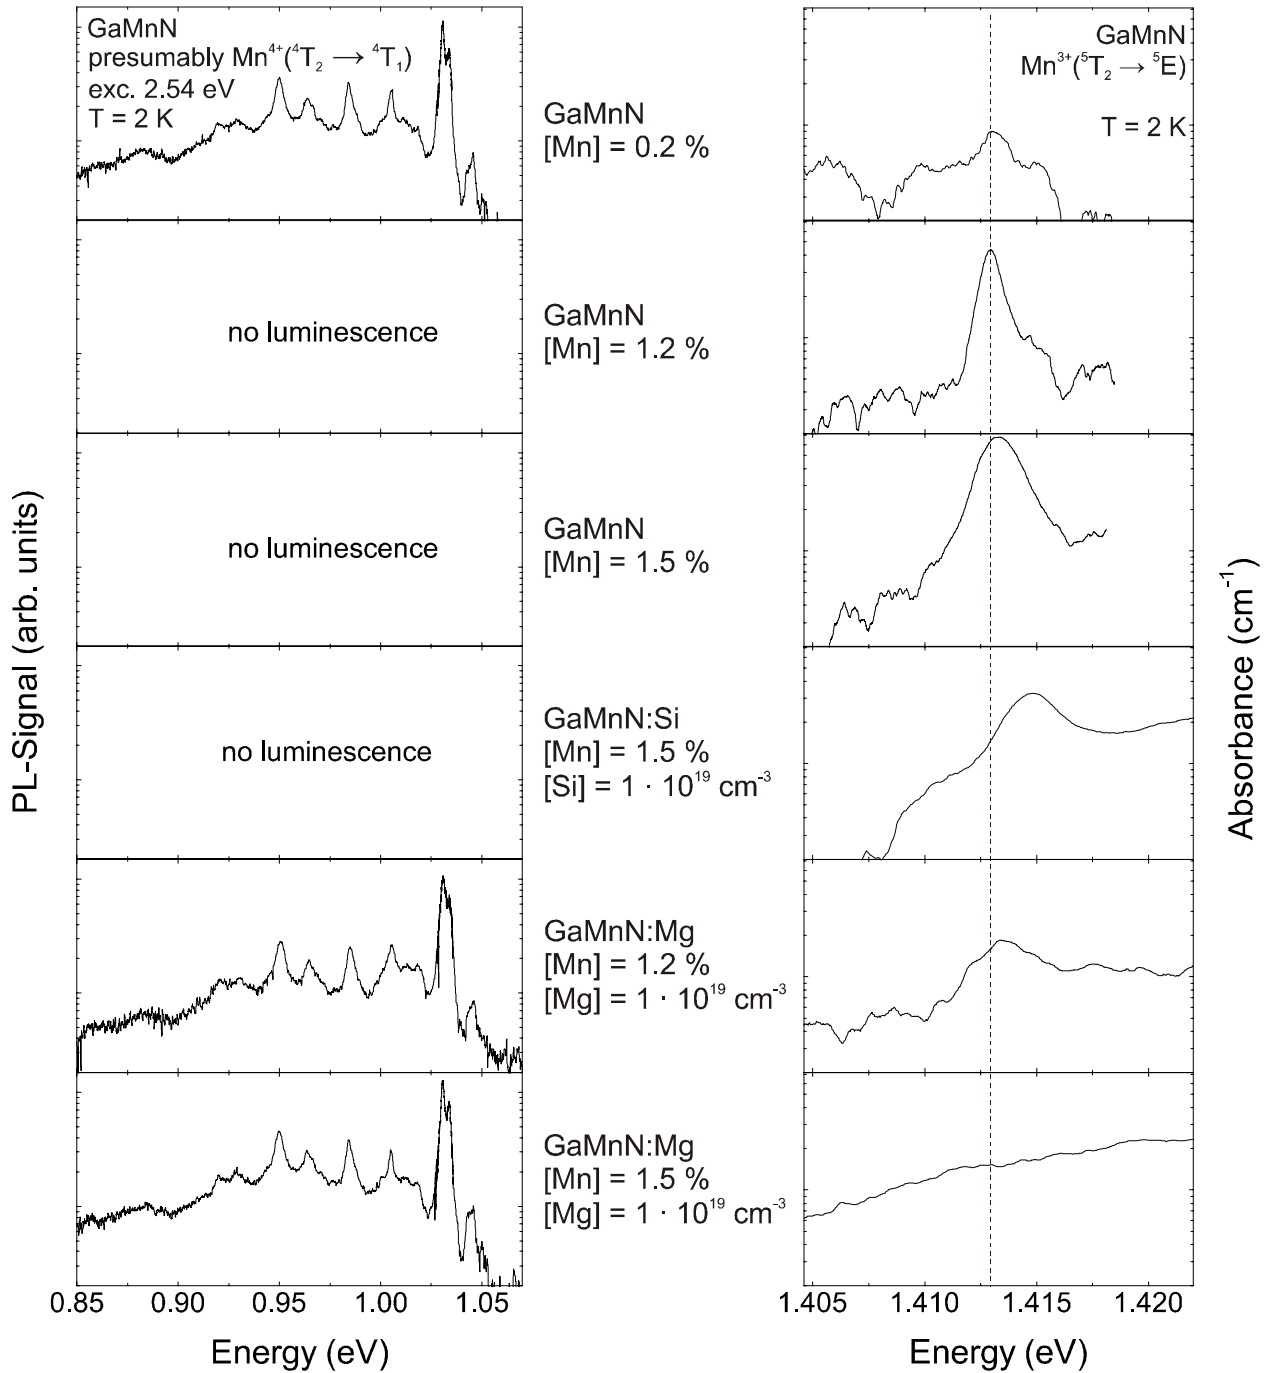 GaMnN
presumably Mn⁴⁺(⁴T₂ → ⁴T₁)
exc. 2.54 eV
T = 2 K
GaMnN
[Mn] = 0.2 %
GaMnN
Mn³⁺(⁵T₂ → ⁵E)
T = 2 K
no luminescence
GaMnN
[Mn] = 1.2 %
no luminescence
GaMnN
[Mn] = 1.5 %
no luminescence
GaMnN:Si
[Mn] = 1.5 %
[Si] = 1 · 10¹⁹ cm⁻³
GaMnN:Mg
[Mn] = 1.2 %
[Mg] = 1 · 10¹⁹ cm⁻³
GaMnN:Mg
[Mn] = 1.5 %
[Mg] = 1 · 10¹⁹ cm⁻³
PL-Signal (arb. units)
Absorbance (cm⁻¹)
0.85 0.90 0.95 1.00 1.05
Energy (eV)
1.405 1.410 1.415 1.420
Energy (eV)